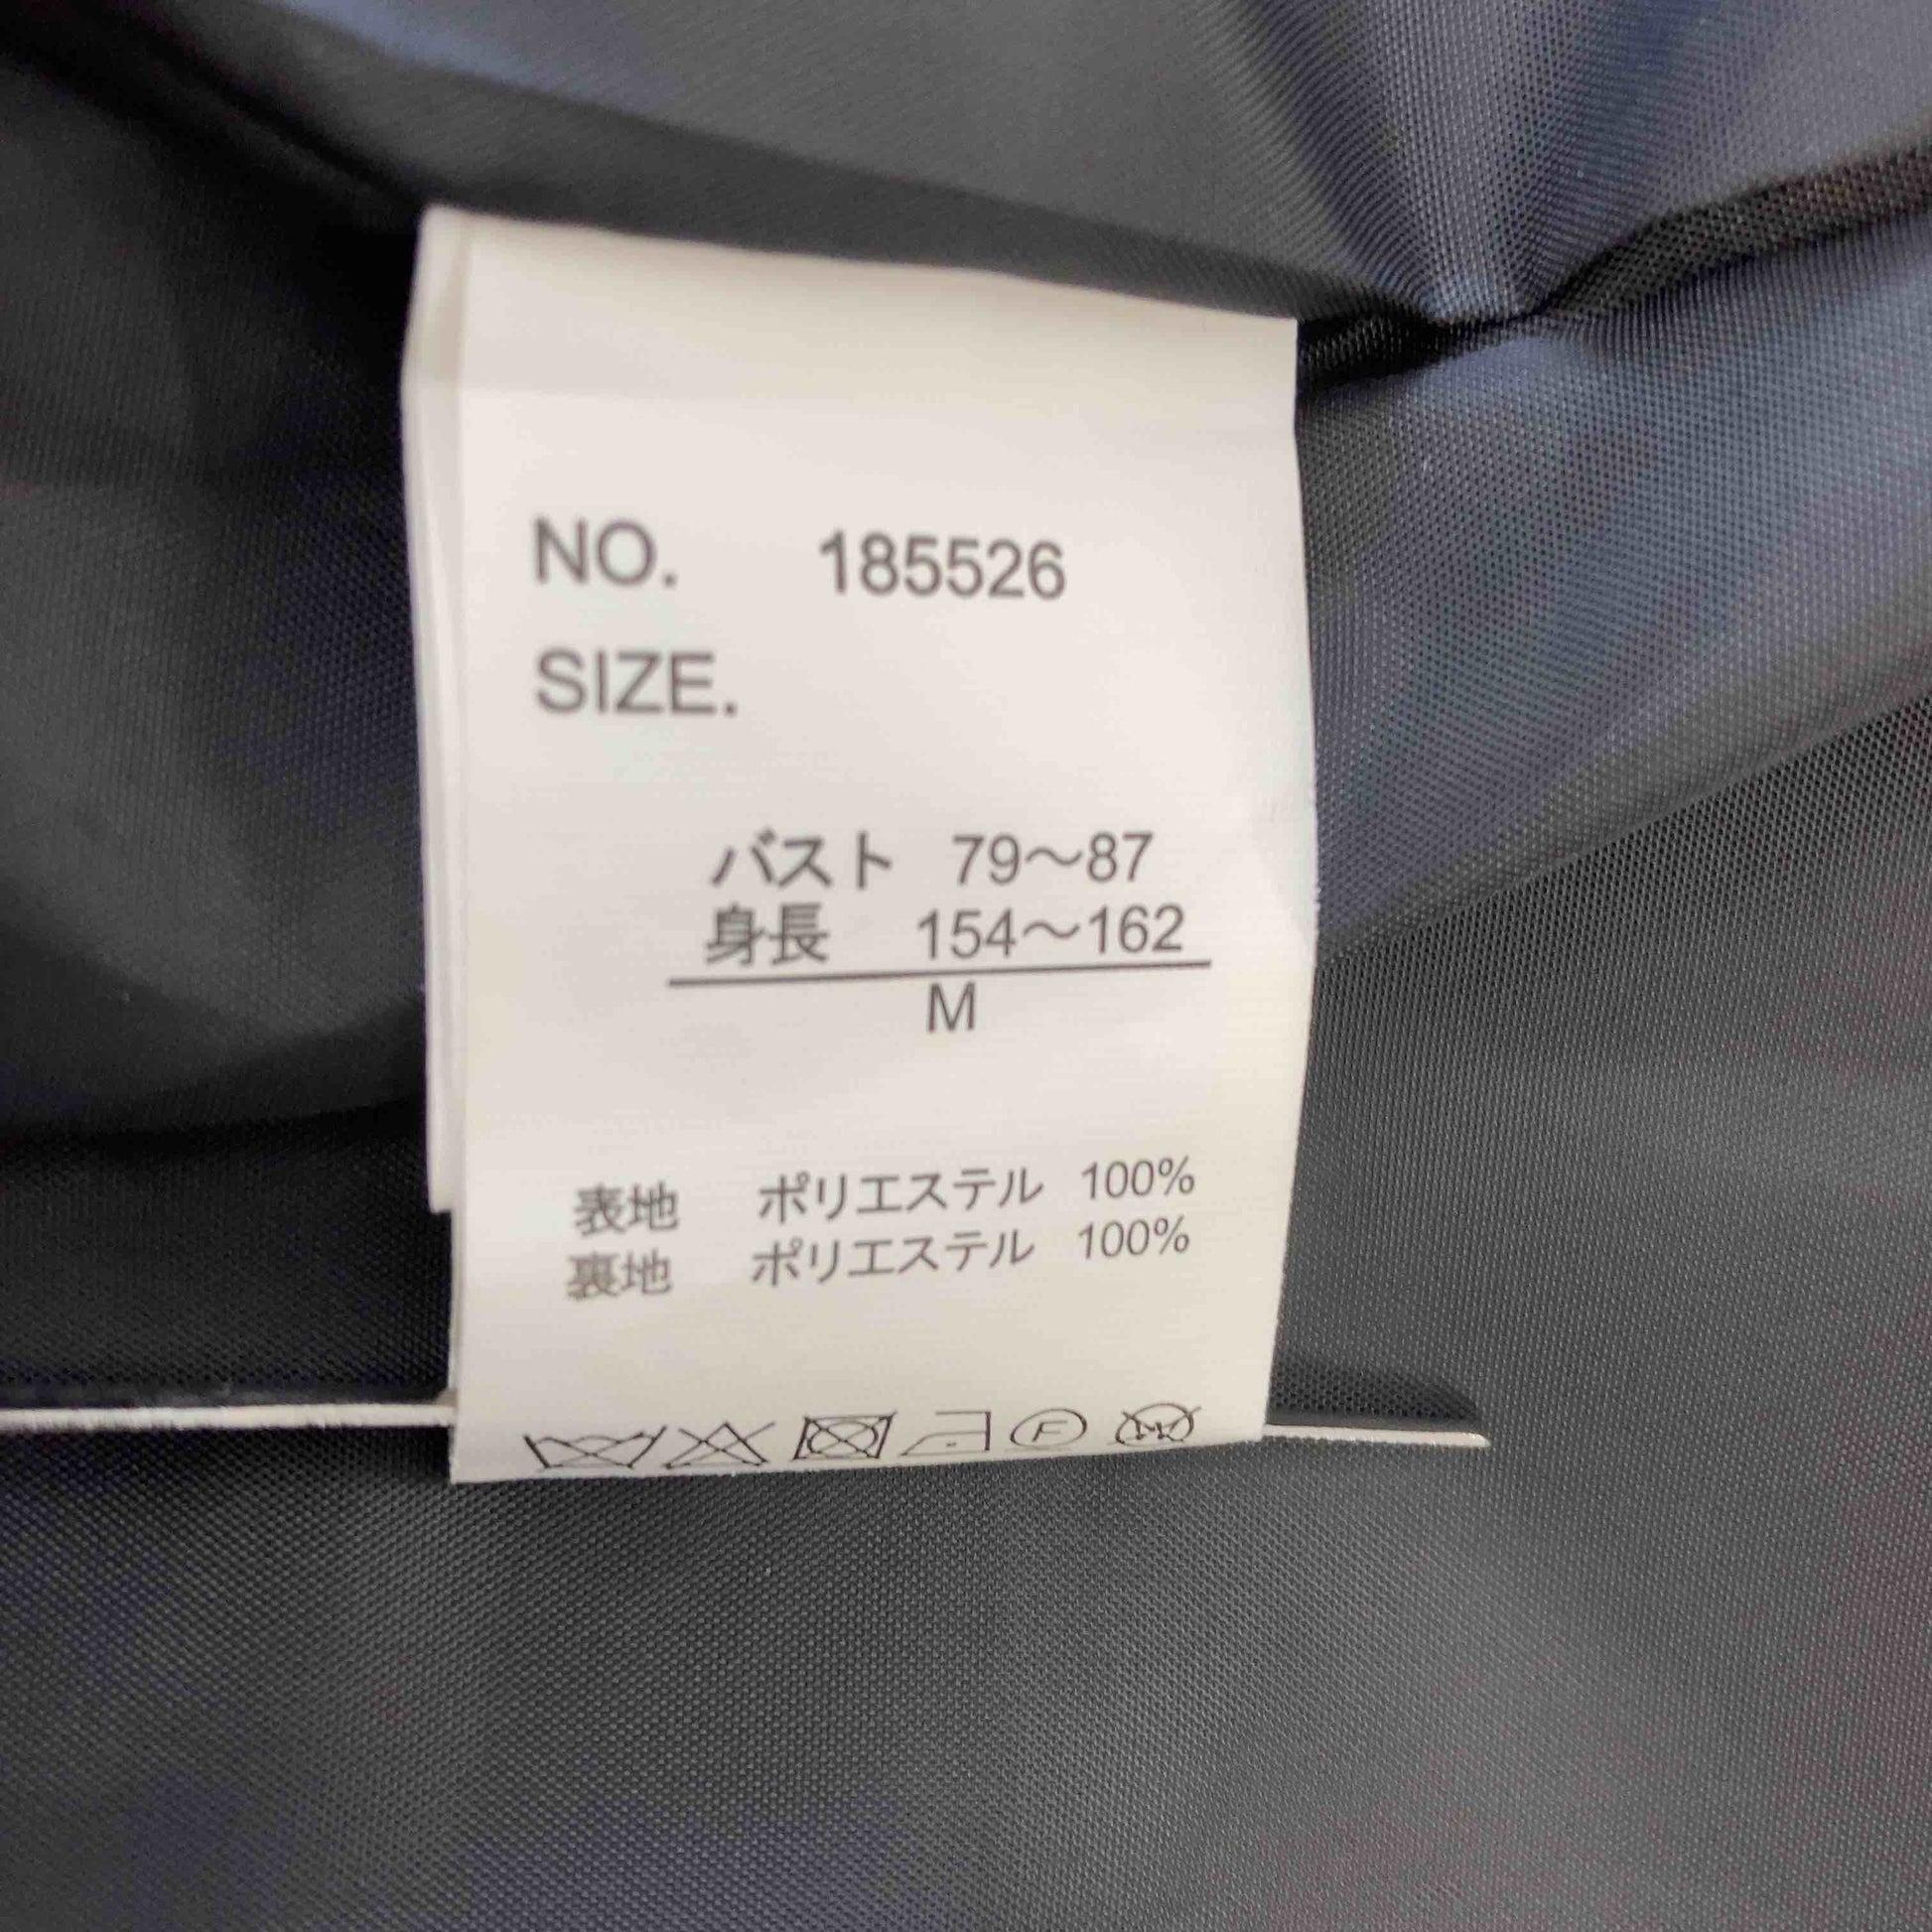 NO. 185526
SIZE.
バスト 79～87
身長 154～162
M
表地 ポリエステル 100%
裏地 ポリエステル 100%